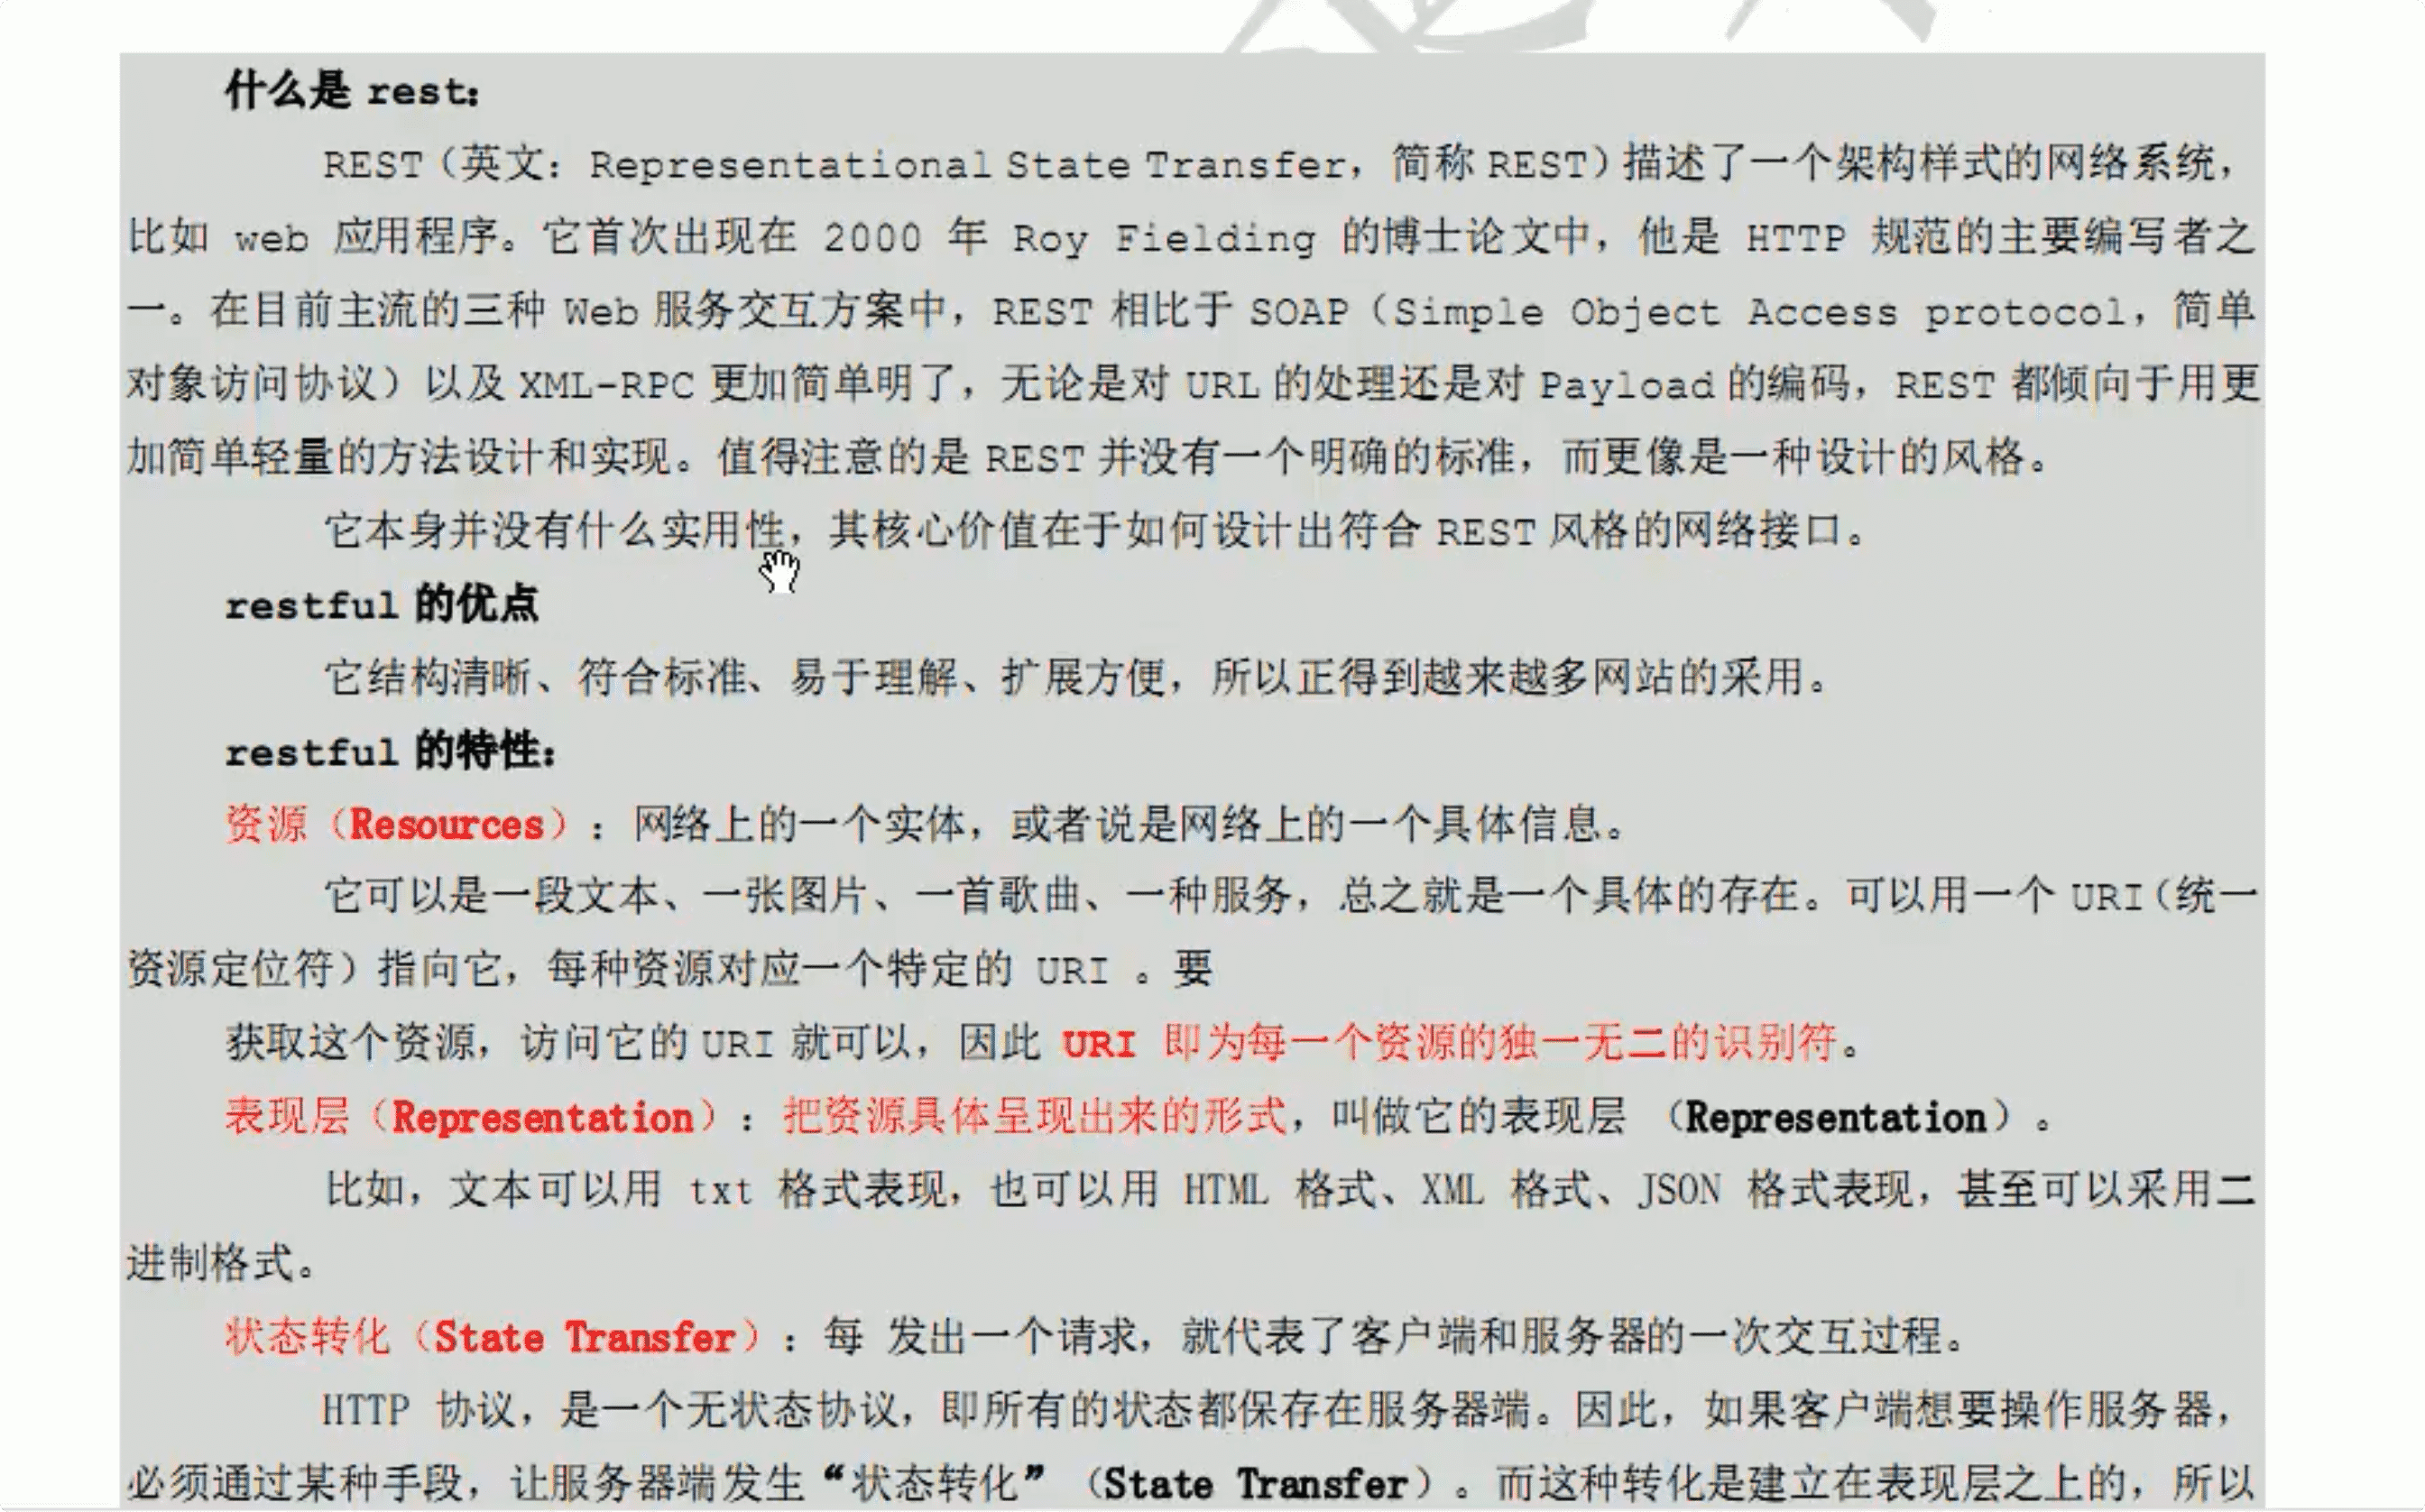 什么是 rest：
REST（英文：Representational State Transfer，简称 REST）描述了一个架构样式的网络系统，
比如 web 应用程序。它首次出现在 2000 年 Roy Fielding 的博士论文中，他是 HTTP 规范的主要编写者之
一。在目前主流的三种 Web 服务交互方案中，REST 相比于 SOAP（Simple Object Access protocol，简单
对象访问协议）以及 XML-RPC 更加简单明了，无论是对 URL 的处理还是对 Payload 的编码，REST 都倾向于用更
加简单轻量的方法设计和实现。值得注意的是 REST 并没有一个明确的标准，而更像是一种设计的风格。
它本身并没有什么实用性，其核心价值在于如何设计出符合 REST 风格的网络接口。
restful 的优点
它结构清晰、符合标准、易于理解、扩展方便，所以正得到越来越多网站的采用。
restful 的特性：
资源（Resources）：网络上的一个实体，或者说是网络上的一个具体信息。
它可以是一段文本、一张图片、一首歌曲、一种服务，总之就是一个具体的存在。可以用一个 URI（统一
资源定位符）指向它，每种资源对应一个特定的 URI 。要
获取这个资源，访问它的 URI 就可以，因此 URI 即为每一个资源的独一无二的识别符。
表现层（Representation）：把资源具体呈现出来的形式，叫做它的表现层 （Representation）。
比如，文本可以用 txt 格式表现，也可以用 HTML 格式、XML 格式、JSON 格式表现，甚至可以采用二
进制格式。
状态转化（State Transfer）：每 发出一个请求，就代表了客户端和服务器的一次交互过程。
HTTP 协议，是一个无状态协议，即所有的状态都保存在服务器端。因此，如果客户端想要操作服务器，
必须通过某种手段，让服务器端发生“状态转化”（State Transfer）。而这种转化是建立在表现层之上的，所以